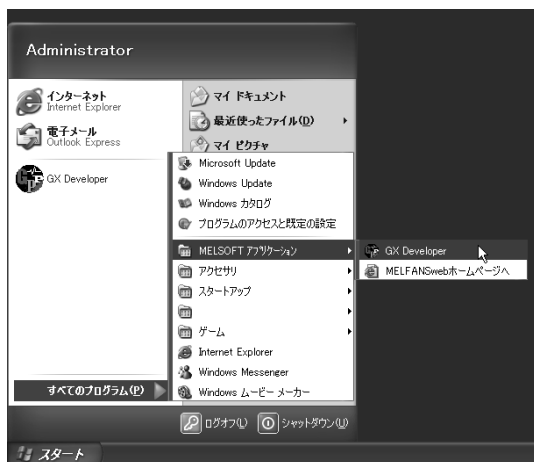 Administrator
インターネット
Internet Explorer
電子メール
Outlook Express
GX Developer
すべてのプログラム(P)
マイ ドキュメント
最近使ったファイル(D)
マイ ピクチャ
Microsoft Update
Windows Update
Windows カタログ
プログラムのアクセスと既定の設定
MELSOFT アプリケーション
アクセサリ
スタートアップ
ゲーム
Internet Explorer
Windows Messenger
Windows ムービー メーカー
GX Developer
MELFANSwebホームページへ
ログオフ(L)
シャットダウン(U)
スタート